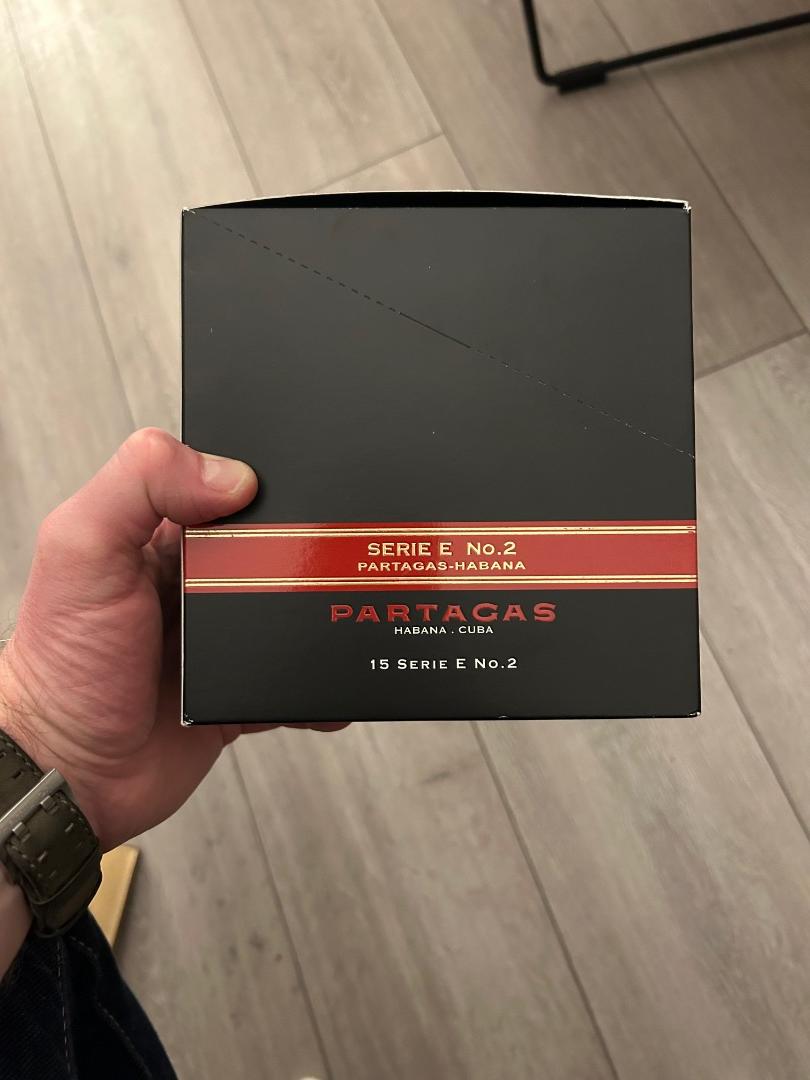 SERIE E No.2
PARTAGAS-HABANA
PARTAGAS
HABANA . CUBA
15 SERIE E No.2